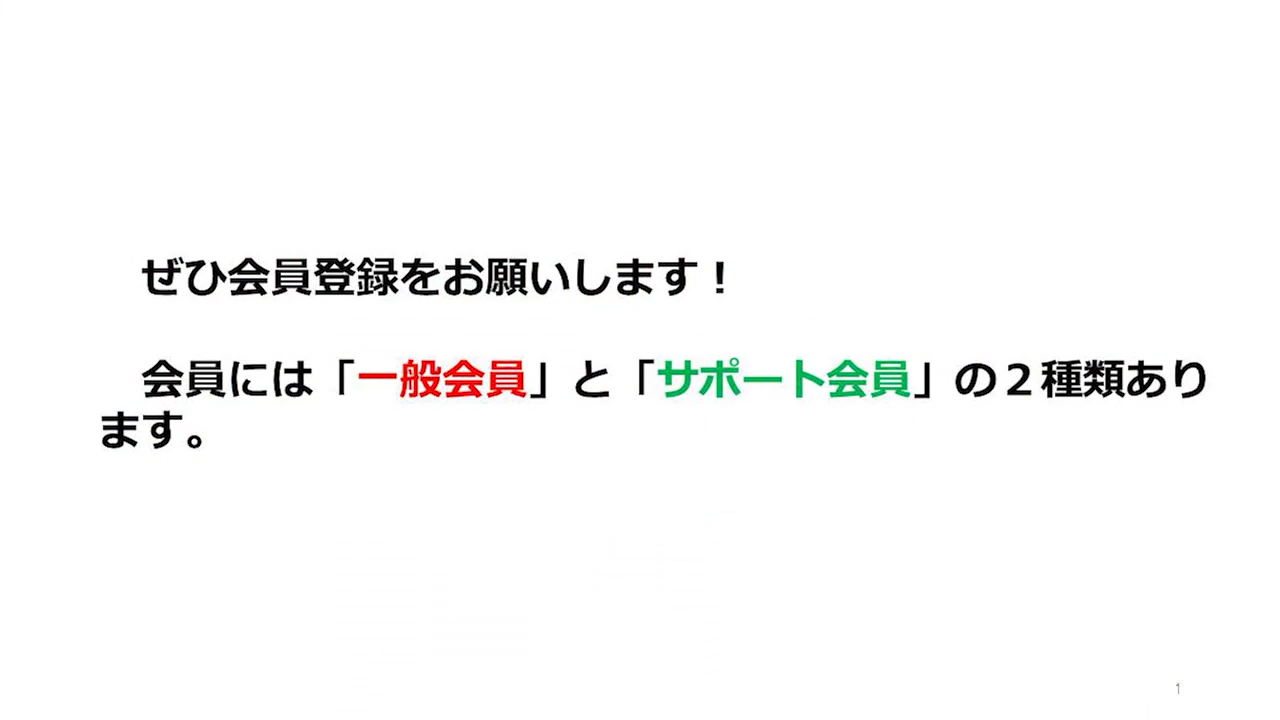 ぜひ会員登録をお願いします！
会員には「一般会員」と「サポート会員」の２種類あり
ます。
1